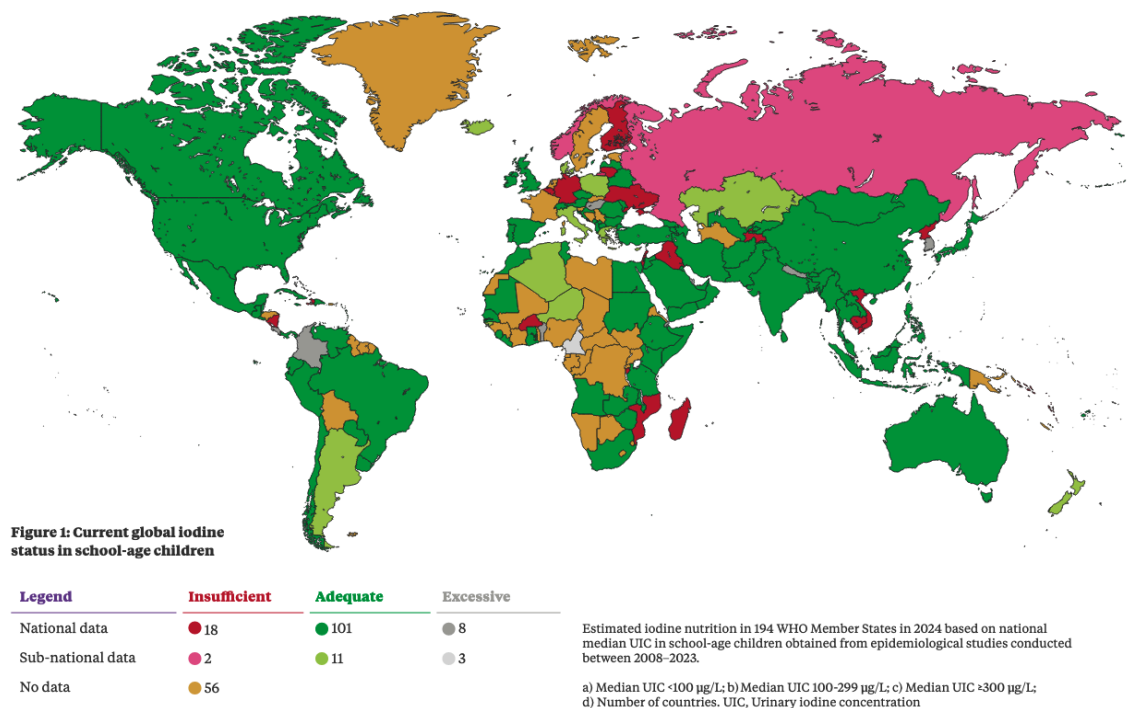 Figure 1: Current global iodine
status in school-age children
Legend Insufficient Adequate Excessive
National data 18 101 8
Sub-national data 2 11 3
No data 56
Estimated iodine nutrition in 194 WHO Member States in 2024 based on national
median UIC in school-age children obtained from epidemiological studies conducted
between 2008–2023.
a) Median UIC <100 µg/L; b) Median UIC 100-299 µg/L; c) Median UIC ≥300 µg/L;
d) Number of countries. UIC, Urinary iodine concentration